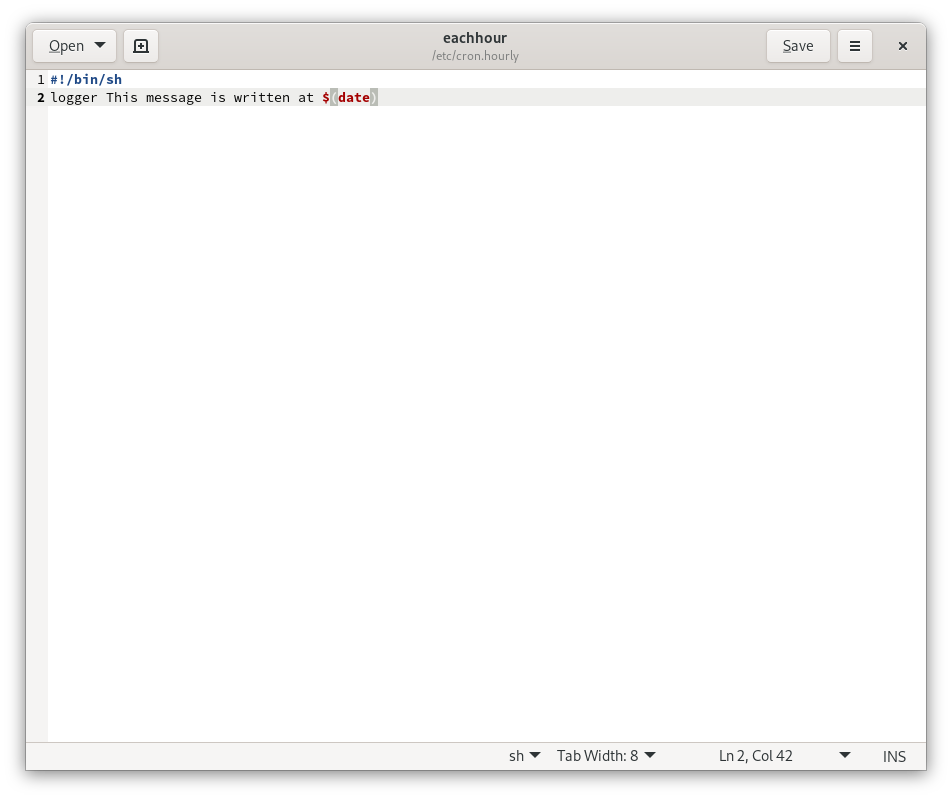 Open
eachhour
/etc/cron.hourly
Save
1 #!/bin/sh
2 logger This message is written at $(date)
sh Tab Width: 8 Ln 2, Col 42 INS